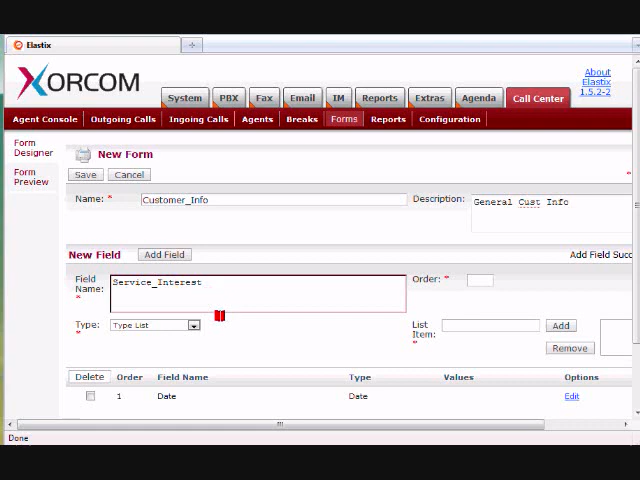 Elastix
XORCOM
About
Elastix
1.5.2-2
System PBX Fax Email IM Reports Extras Agenda Call Center
Agent Console Outgoing Calls Ingoing Calls Agents Breaks Forms Reports Configuration
Form
Designer
Form
Preview
New Form
Save Cancel
*
Name: * Customer_Info Description: General Cust Info
New Field Add Field Add Field Succ
Field
Name:
*
Service_Interest
Order: *
Type:
*
Type List
List
Item:
*
Add
Remove
Delete Order Field Name Type Values Options
1 Date Date Edit
Done